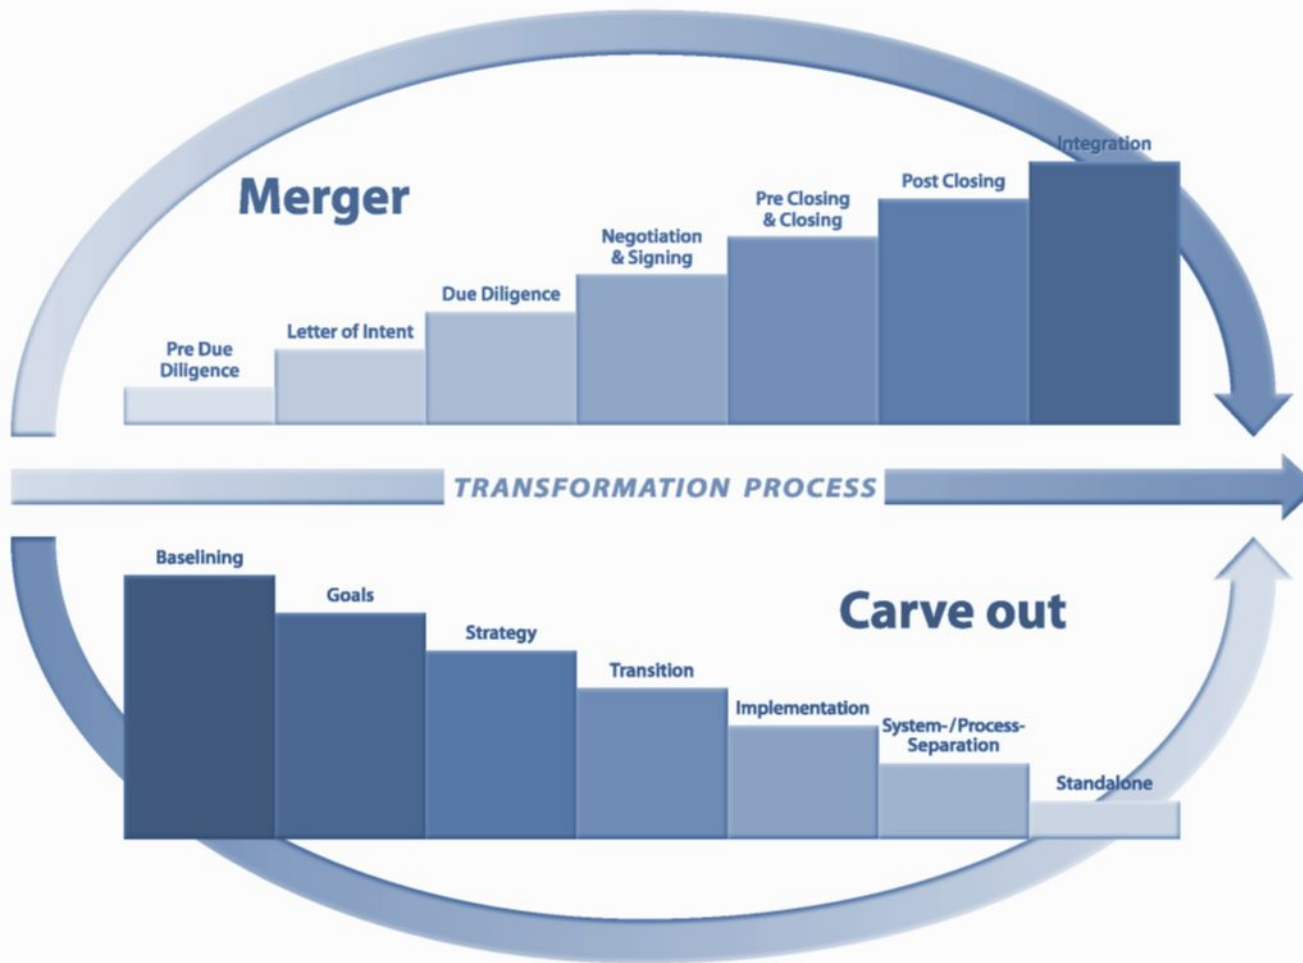 Merger
Pre Due
Diligence
Letter of Intent
Due Diligence
Negotiation
& Signing
Pre Closing
& Closing
Post Closing
Integration
TRANSFORMATION PROCESS
Baselining
Goals
Strategy
Transition
Implementation
System-/Process-
Separation
Standalone
Carve out